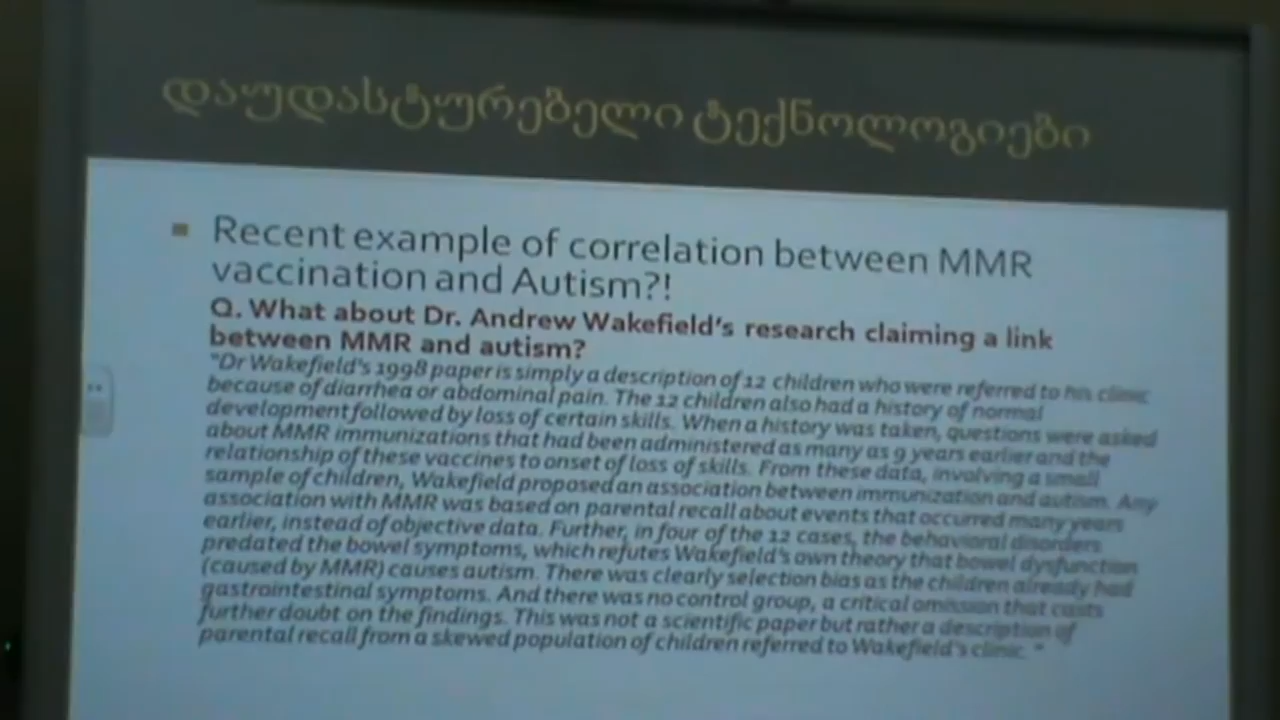 დაუდასტურებელი ტექნოლოგიები
Recent example of correlation between MMR
vaccination and Autism?!
Q. What about Dr. Andrew Wakefield's research claiming a link
between MMR and autism?
"Dr Wakefield's 1998 paper is simply a description of 12 children who were referred to his clinic
because of diarrhea or abdominal pain. The 12 children also had a history of normal
development followed by loss of certain skills. When a history was taken, questions were asked
about MMR immunizations that had been administered as many as 9 years earlier and the
relationship of these vaccines to onset of loss of skills. From these data, involving a small
sample of children, Wakefield proposed an association between immunization and autism. Any
association with MMR was based on parental recall about events that occurred many years
earlier, instead of objective data. Further, in four of the 12 cases, the behavioral disorders
predated the bowel symptoms, which refutes Wakefield's own theory that bowel dysfunction
(caused by MMR) causes autism. There was clearly selection bias as the children already had
gastrointestinal symptoms. And there was no control group, a critical omission that casts
further doubt on the findings. This was not a scientific paper but rather a description of
parental recall from a skewed population of children referred to Wakefield's clinic. "